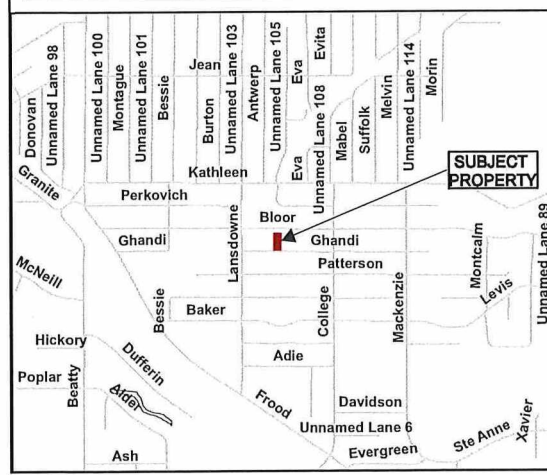 Donovan
Unnamed Lane 98
Unnamed Lane 100
Montague
Unnamed Lane 101
Bessie
Jean
Burton
Unnamed Lane 103
Antwerp
Unnamed Lane 105
Eva
Evita
Eva
Unnamed Lane 108
Mabel
Suffolk
Melvin
Unnamed Lane 114
Morin
Kathleen
Granite
Perkovich
SUBJECT
PROPERTY
Bloor
Ghandi
Lansdowne
Ghandi
Patterson
McNeill
Bessie
Baker
College
Mackenzie
Montcalm
Levis
Unnamed Lane 89
Hickory
Dufferin
Adie
Poplar
Beatty
Alder
Frood
Davidson
Unnamed Lane 6
Ash
Evergreen
Ste Anne
Xavier